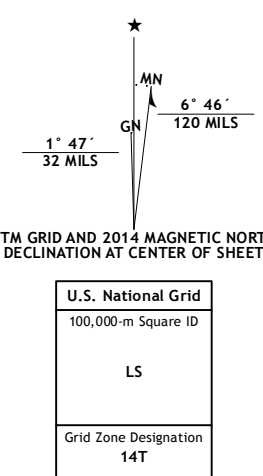 ★
MN
GN
6° 46´
120 MILS
1° 47´
32 MILS
TM GRID AND 2014 MAGNETIC NORT
DECLINATION AT CENTER OF SHEET
U.S. National Grid
100,000-m Square ID
LS
Grid Zone Designation
14T